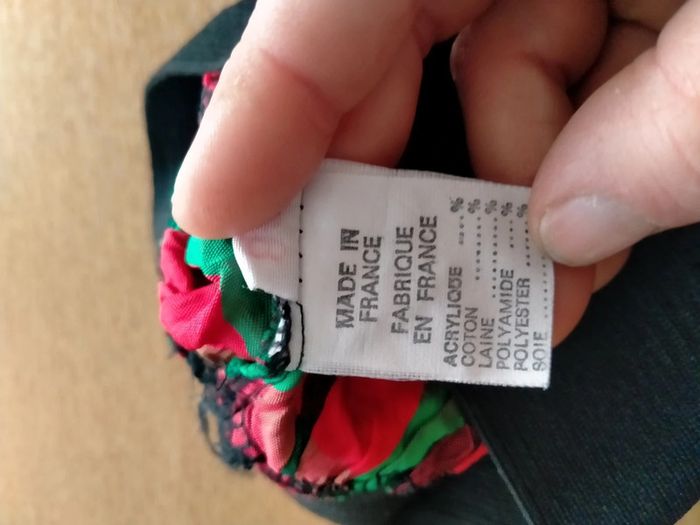 MADE IN
FRANCE
FABRIQUE
EN FRANCE
ACRYLIQUE .... %
COTON ........ %
LAINE .......... %
POLYAMIDE .... %
POLYESTER .... %
SOIE ..........